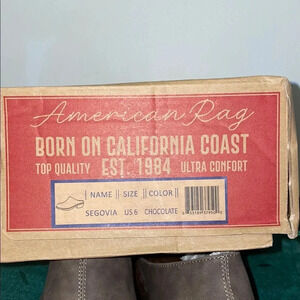 American Rag
BORN ON CALIFORNIA COAST
TOP QUALITY EST. 1984 ULTRA COMFORT
| NAME || SIZE || COLOR ||
SEGOVIA US 6 CHOCOLATE